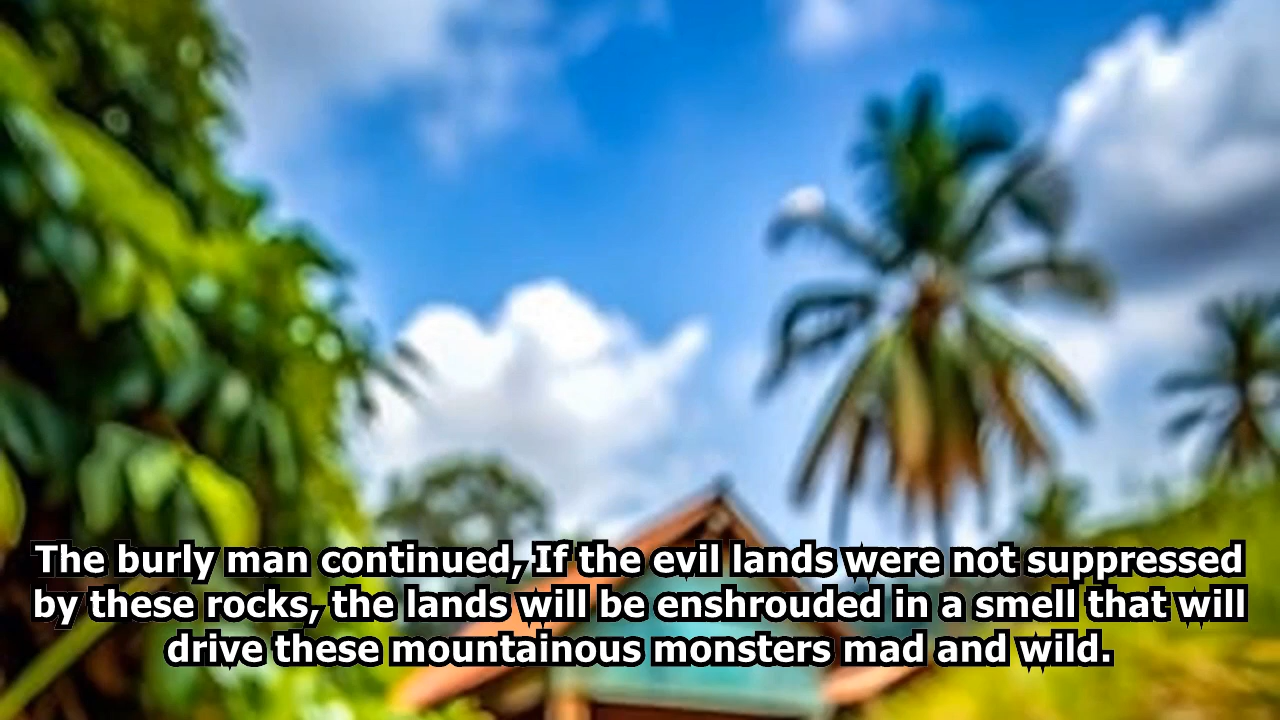 The burly man continued, If the evil lands were not suppressed
by these rocks, the lands will be enshrouded in a smell that will
drive these mountainous monsters mad and wild.